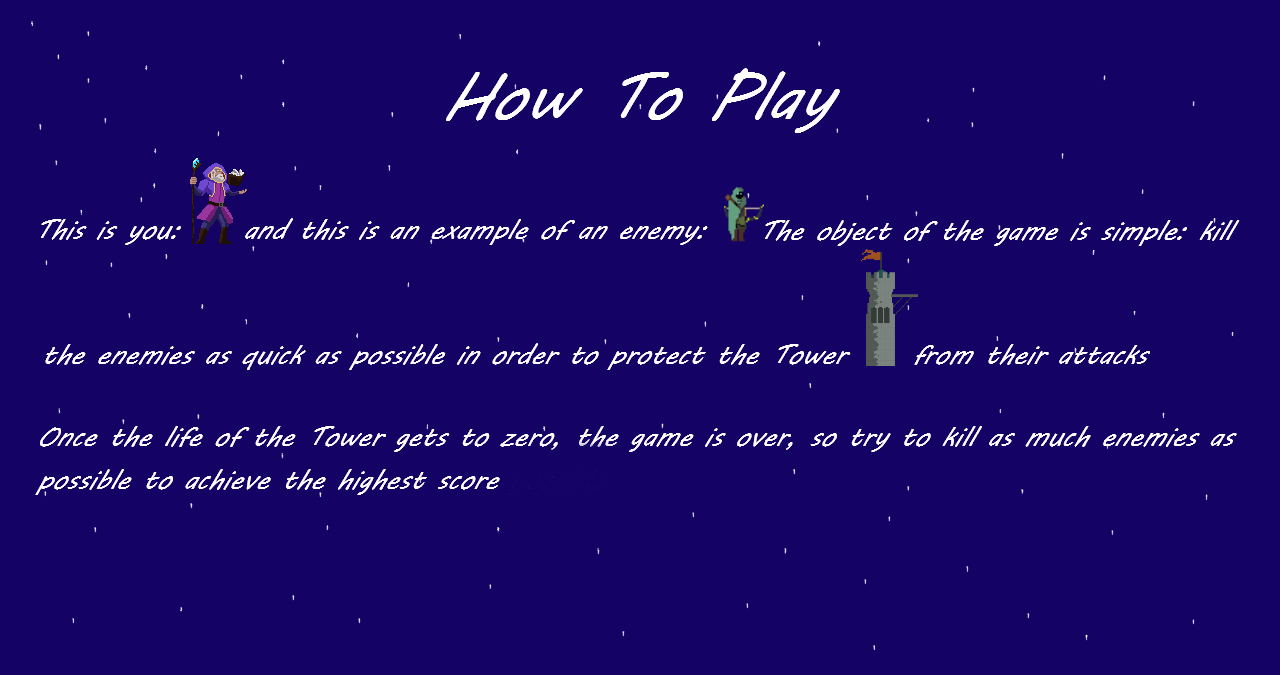 How To Play
This is you: and this is an example of an enemy: The object of the game is simple: kill
the enemies as quick as possible in order to protect the Tower from their attacks
Once the life of the Tower gets to zero, the game is over, so try to kill as much enemies as
possible to achieve the highest score